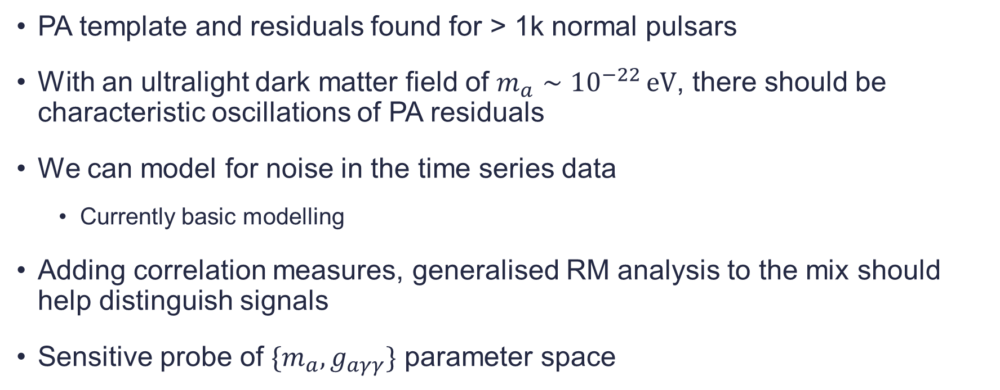 • PA template and residuals found for > 1k normal pulsars
• With an ultralight dark matter field of $m_a \sim 10^{-22}$ eV, there should be
characteristic oscillations of PA residuals
• We can model for noise in the time series data
• Currently basic modelling
• Adding correlation measures, generalised RM analysis to the mix should
help distinguish signals
• Sensitive probe of $\{m_a, g_{a\gamma\gamma}\}$ parameter space